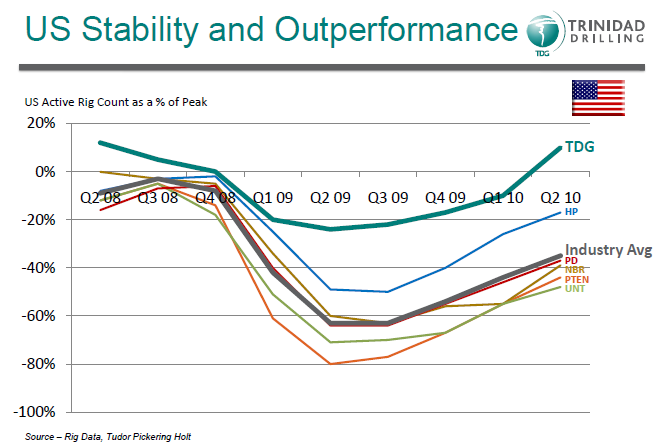 US Stability and Outperformance
TDG
TRINIDAD
DRILLING
US Active Rig Count as a % of Peak
20%
0%
-20%
-40%
-60%
-80%
-100%
Q2 08 Q3 08 Q4 08 Q1 09 Q2 09 Q3 09 Q4 09 Q1 10 Q2 10
TDG
HP
Industry Avg
PD
NBR
PTEN
UNT
Source – Rig Data, Tudor Pickering Holt